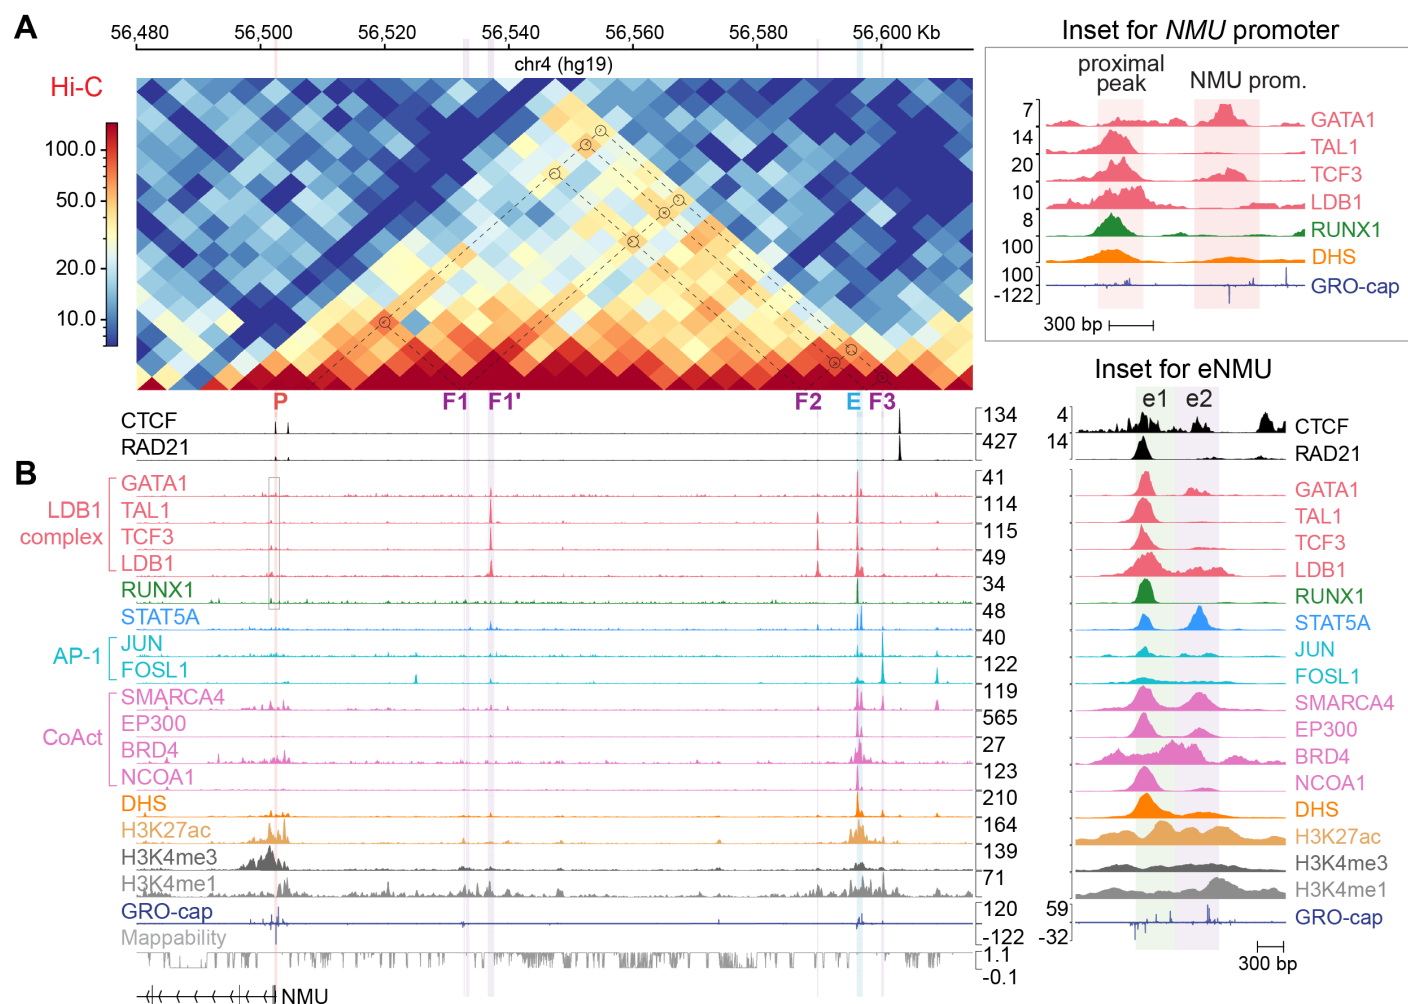 A
56,480 56,500 56,520 56,540 56,560 56,580 56,600 Kb
chr4 (hg19)
Hi-C
100.0
50.0
20.0
10.0
P F1 F1' F2 E F3
CTCF 134
RAD21 427
B
LDB1 complex
GATA1 41
TAL1 114
TCF3 115
LDB1 49
RUNX1 34
STAT5A 48
AP-1
JUN 40
FOSL1 122
CoAct
SMARCA4 119
EP300 565
BRD4 27
NCOA1 123
DHS 210
H3K27ac 164
H3K4me3 139
H3K4me1 71
GRO-cap 120
-122
Mappability 1.1
-0.1
NMU
Inset for NMU promoter
proximal peak
NMU prom.
7 GATA1
14 TAL1
20 TCF3
10 LDB1
8 RUNX1
100 DHS
100 GRO-cap
-122
300 bp
Inset for eNMU
e1 e2
4 CTCF
14 RAD21
GATA1
TAL1
TCF3
LDB1
RUNX1
STAT5A
JUN
FOSL1
SMARCA4
EP300
BRD4
NCOA1
DHS
H3K27ac
H3K4me3
H3K4me1
59 GRO-cap
-32
300 bp